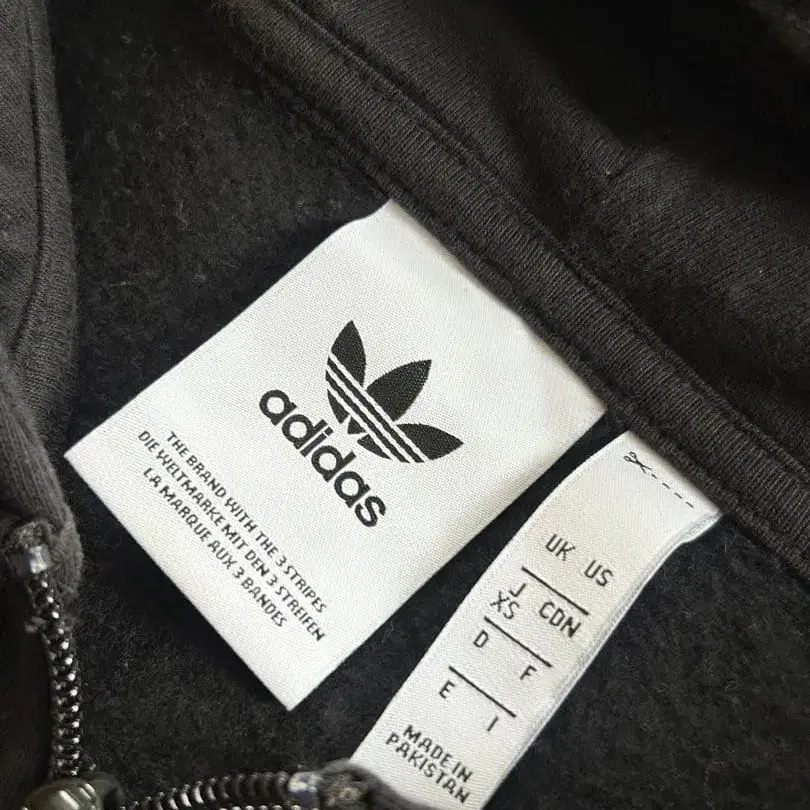 adidas
THE BRAND WITH THE 3 STRIPES
DIE WELTMARKE MIT DEN 3 STREIFEN
LA MARQUE AUX 3 BANDES
UK US
J CDN
XS
D F
E I
MADE IN
PAKISTAN